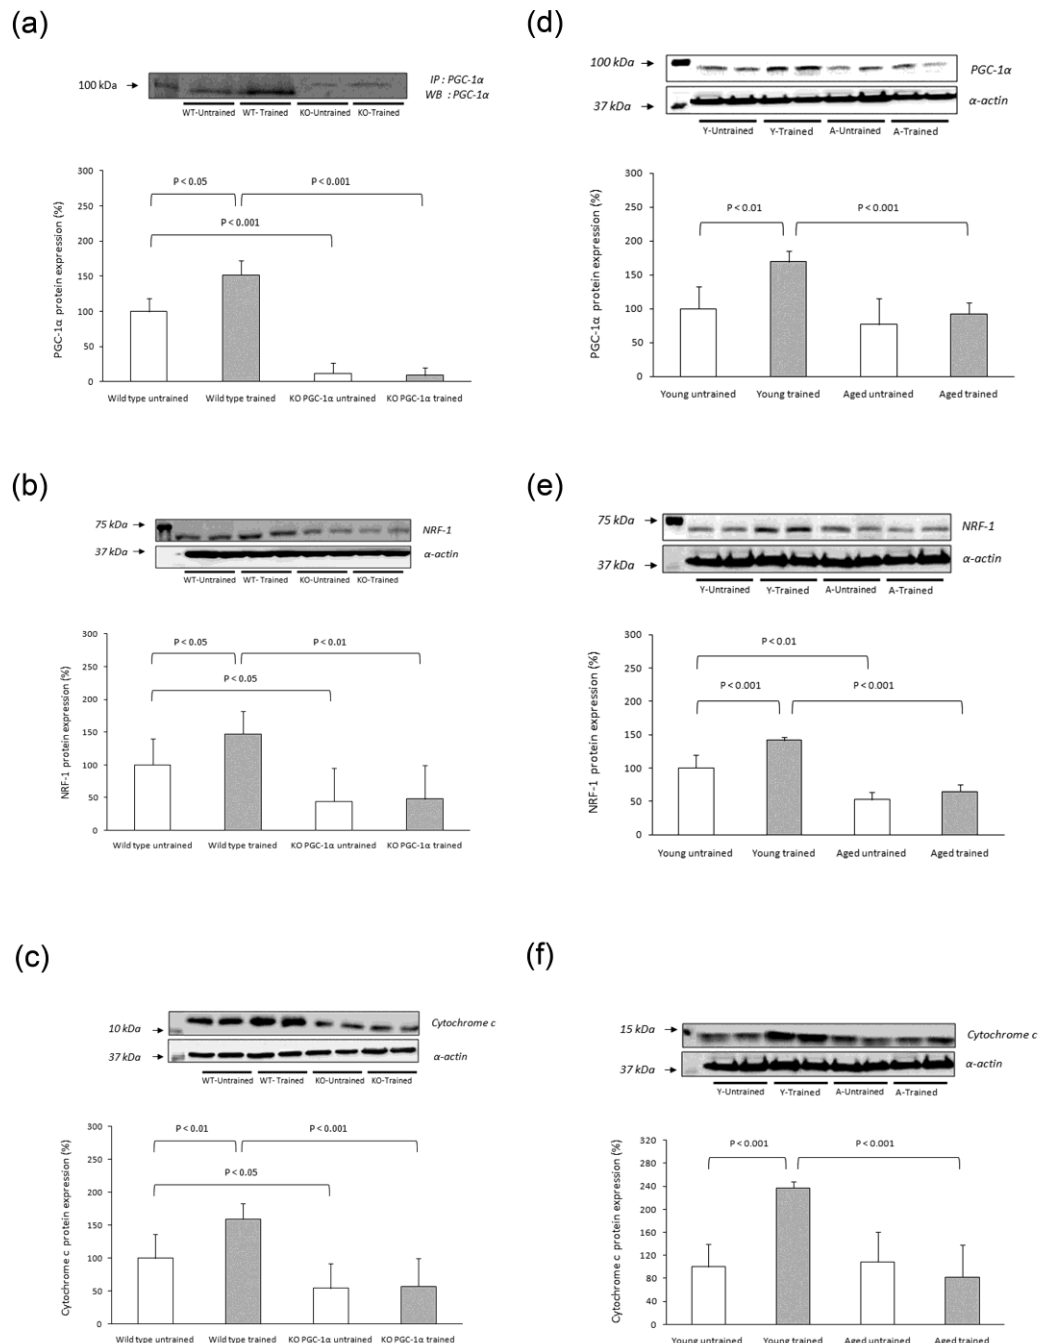 (a)
100 kDa
IP : PGC-1α
WB : PGC-1α
WT-Untrained WT- Trained KO-Untrained KO-Trained
PGC-1α protein expression (%)
300
250
200
150
100
50
0
P < 0.05
P < 0.001
P < 0.001
Wild type untrained Wild type trained KO PGC-1α untrained KO PGC-1α trained
(d)
100 kDa
PGC-1α
37 kDa
α-actin
Y-Untrained Y-Trained A-Untrained A-Trained
PGC-1α protein expression (%)
300
250
200
150
100
50
0
P < 0.01
P < 0.001
Young untrained Young trained Aged untrained Aged trained
(b)
75 kDa
NRF-1
37 kDa
α-actin
WT-Untrained WT- Trained KO-Untrained KO-Trained
NRF-1 protein expression (%)
300
250
200
150
100
50
0
P < 0.05
P < 0.01
P < 0.05
Wild type untrained Wild type trained KO PGC-1α untrained KO PGC-1α trained
(e)
75 kDa
NRF-1
37 kDa
α-actin
Y-Untrained Y-Trained A-Untrained A-Trained
NRF-1 protein expression (%)
300
250
200
150
100
50
0
P < 0.01
P < 0.001
P < 0.001
Young untrained Young trained Aged untrained Aged trained
(c)
10 kDa
Cytochrome c
37 kDa
α-actin
WT-Untrained WT- Trained KO-Untrained KO-Trained
Cytochrome c protein expression (%)
300
250
200
150
100
50
0
P < 0.01
P < 0.001
P < 0.05
Wild type untrained Wild type trained KO PGC-1α untrained KO PGC-1α trained
(f)
15 kDa
Cytochrome c
37 kDa
α-actin
Y-Untrained Y-Trained A-Untrained A-Trained
Cytochrome c protein expression (%)
320
280
240
200
160
120
80
40
0
P < 0.001
P < 0.001
Young untrained Young trained Aged untrained Aged trained